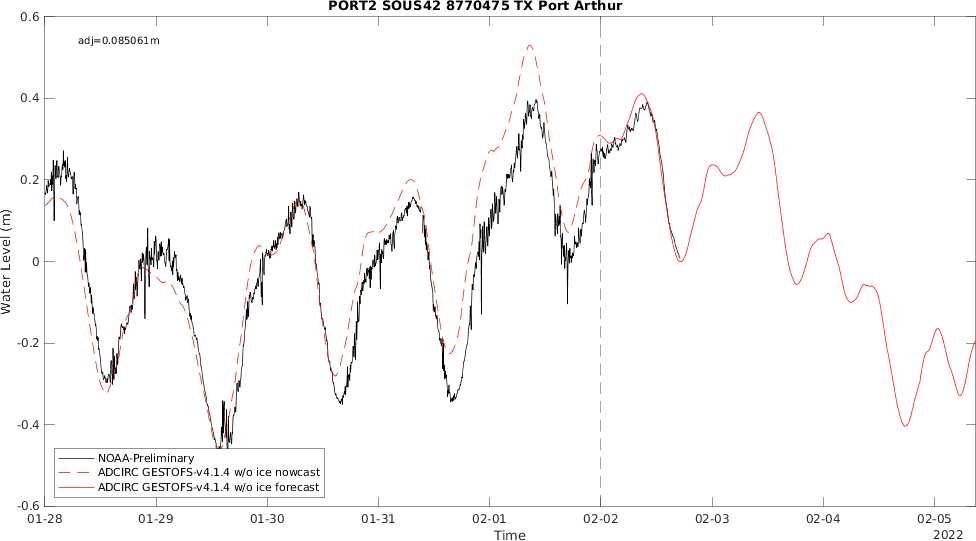 PORT2 SOUS42 8770475 TX Port Arthur
adj=0.085061m
0.6
0.4
0.2
0
-0.2
-0.4
-0.6
Water Level (m)
NOAA-Preliminary
ADCIRC GESTOFS-v4.1.4 w/o ice nowcast
ADCIRC GESTOFS-v4.1.4 w/o ice forecast
01-28 01-29 01-30 01-31 02-01 02-02 02-03 02-04 02-05
Time
2022